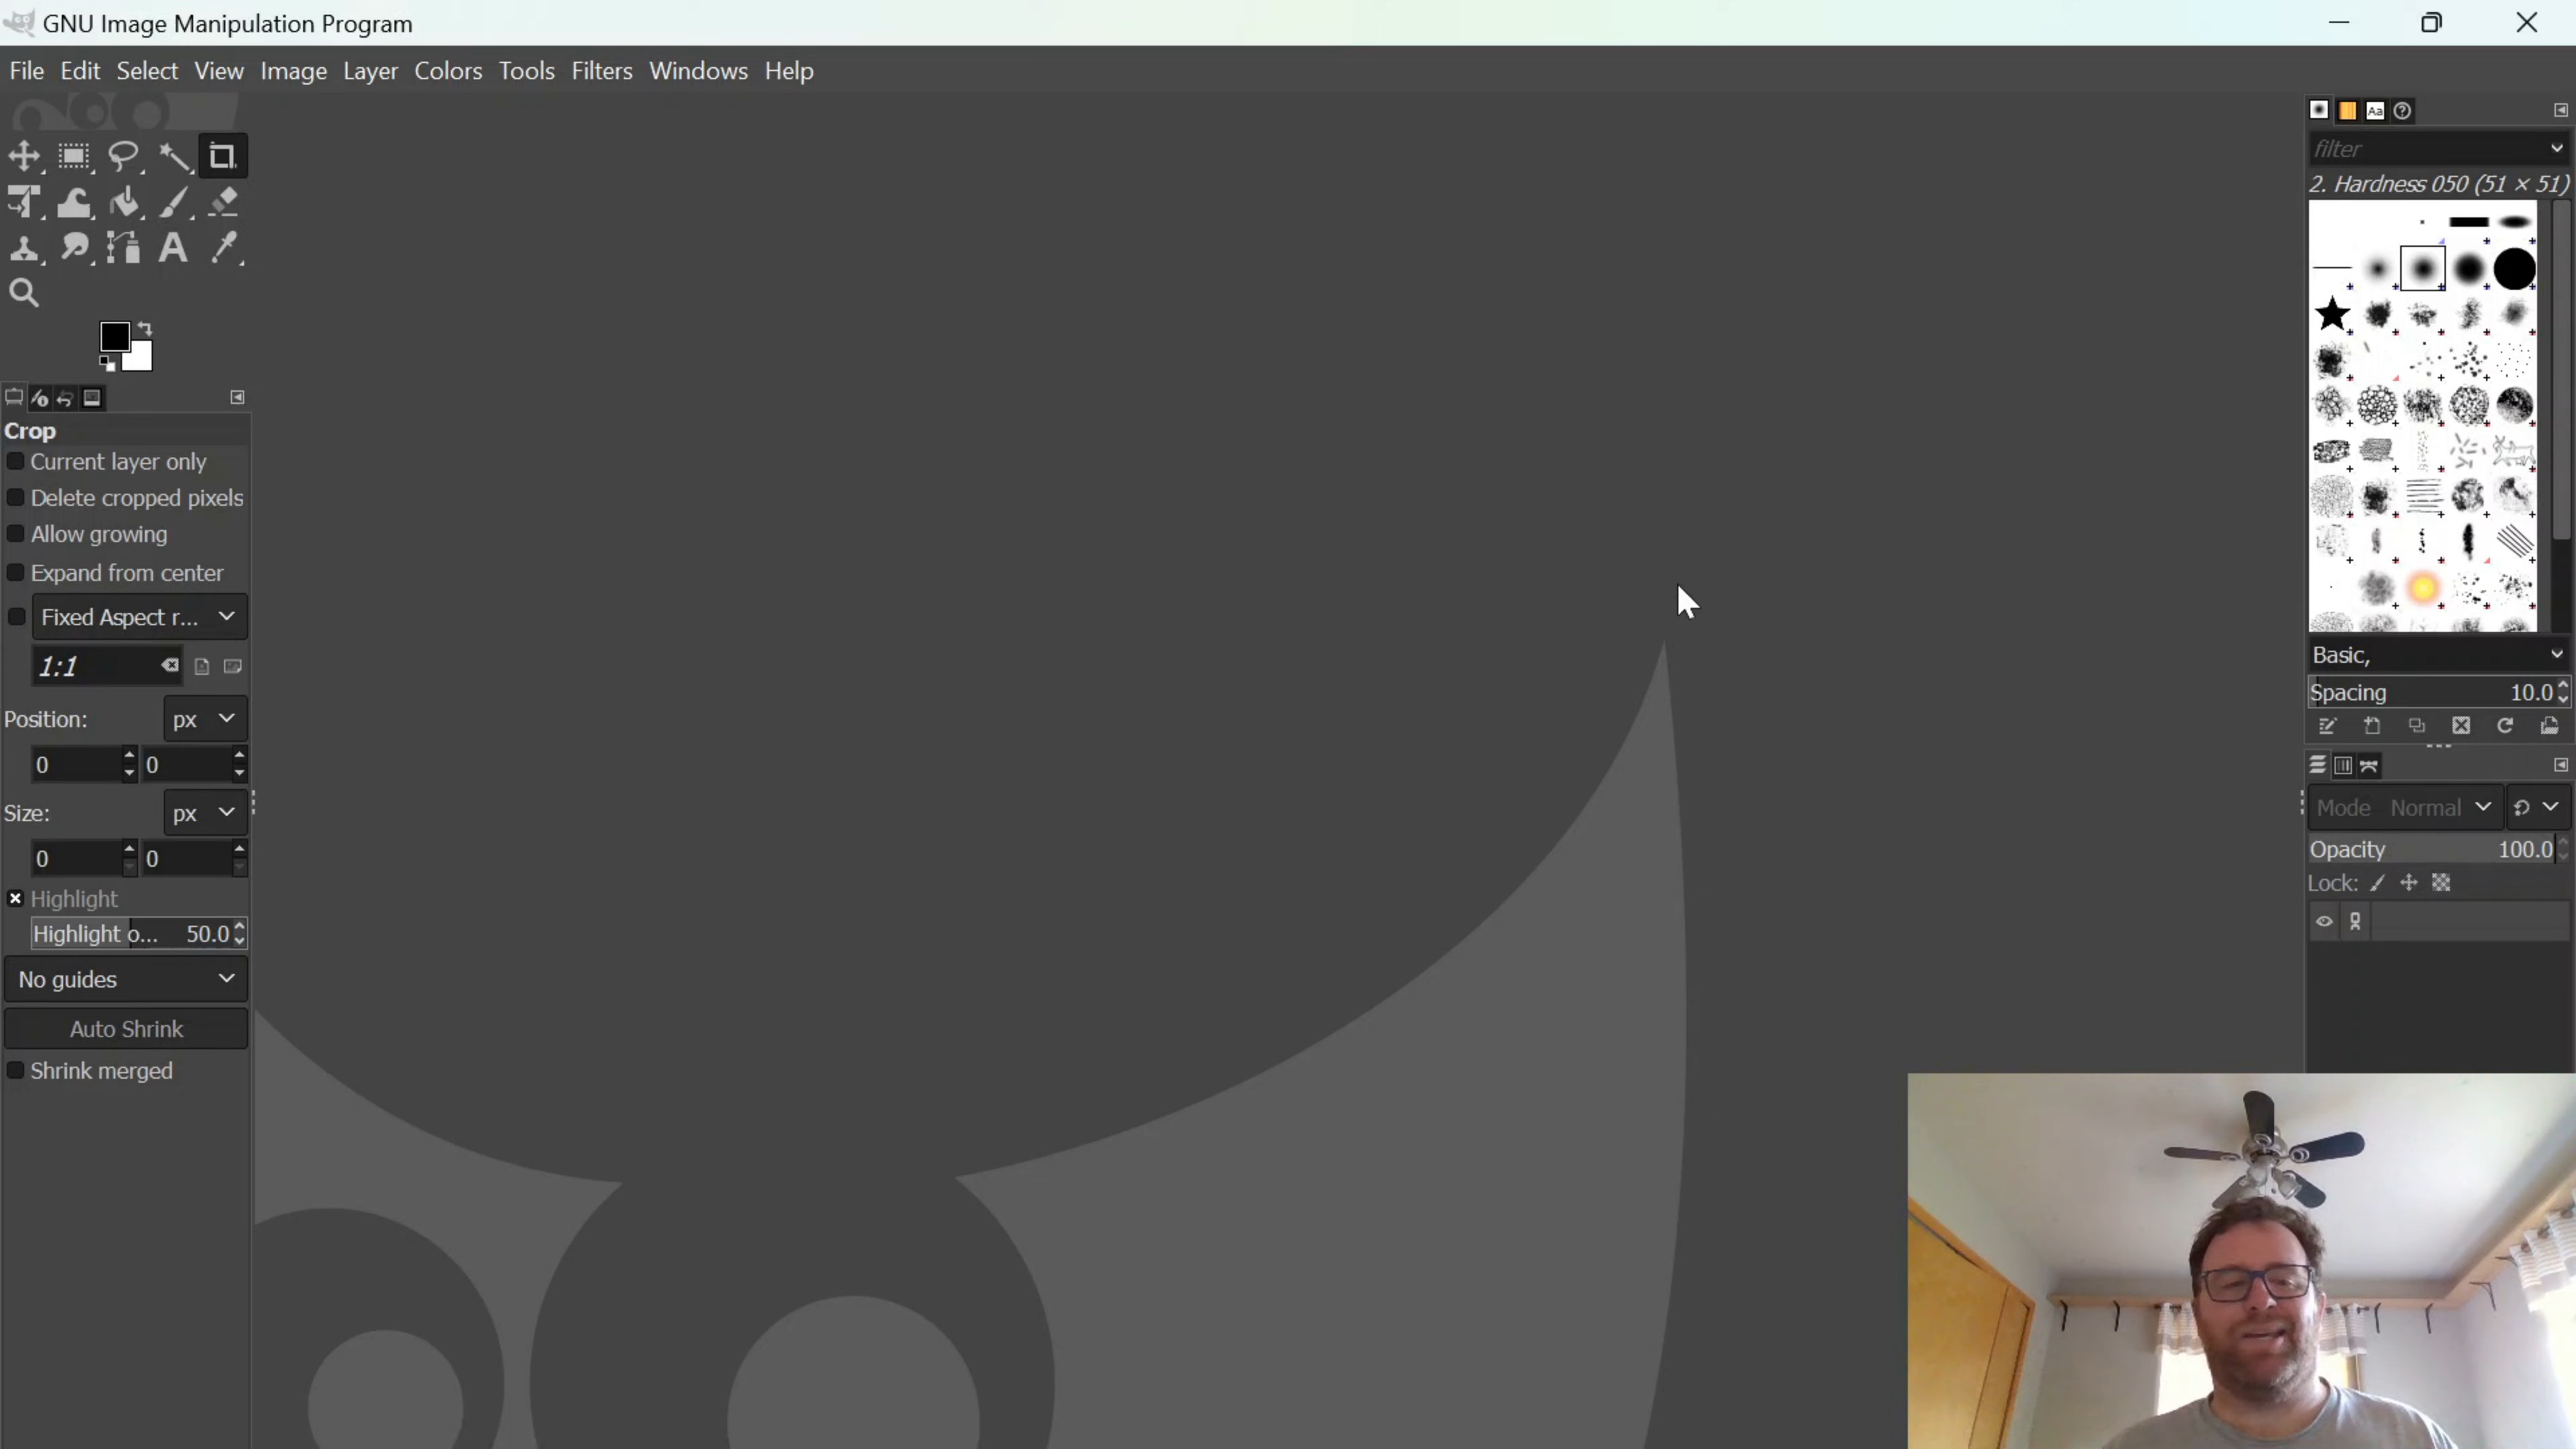 GNU Image Manipulation Program
File Edit Select View Image Layer Colors Tools Filters Windows Help
Crop
Current layer only
Delete cropped pixels
Allow growing
Expand from center
Fixed Aspect r...
1:1
Position:
px
0
0
Size:
px
0
0
Highlight
Highlight o... 50.0
No guides
Auto Shrink
Shrink merged
Aa
filter
2. Hardness 050 (51 × 51)
Basic,
Spacing 10.0
Mode Normal
Opacity 100.0
Lock: